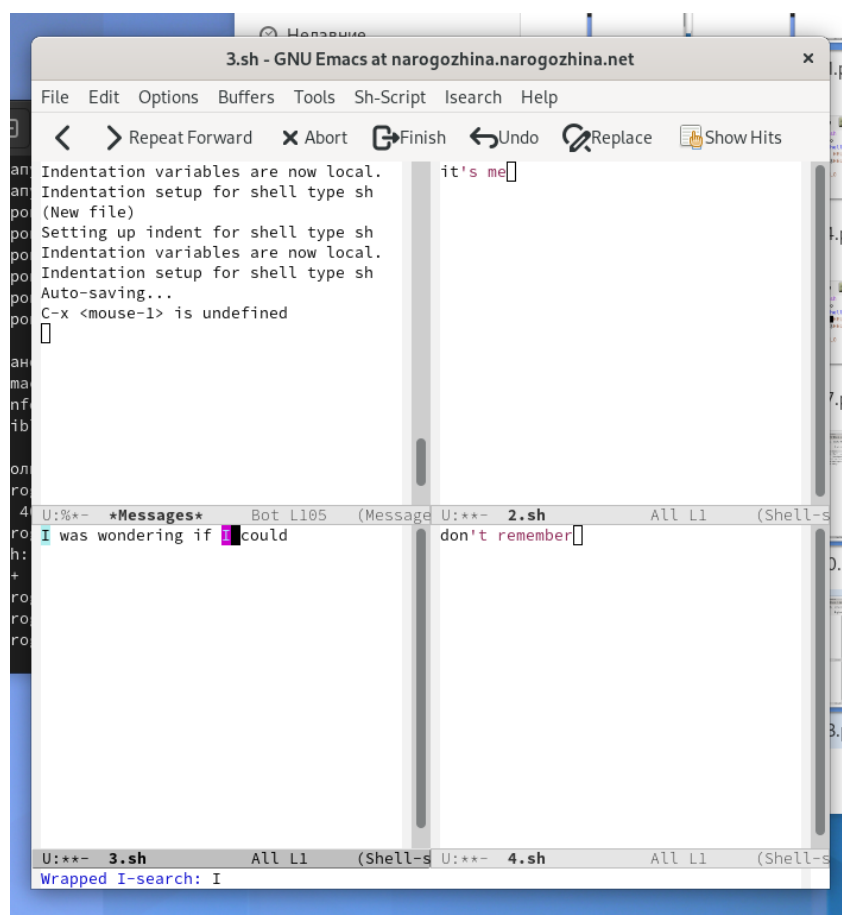 Недавние
3.sh - GNU Emacs at narogozhina.narogozhina.net
File Edit Options Buffers Tools Sh-Script Isearch Help
Repeat Forward Abort Finish Undo Replace Show Hits
Indentation variables are now local.
Indentation setup for shell type sh
(New file)
Setting up indent for shell type sh
Indentation variables are now local.
Indentation setup for shell type sh
Auto-saving...
C-x <mouse-1> is undefined
U:%*- *Messages* Bot L105 (Message
it's me
U:**- 2.sh All L1 (Shell-s
I was wondering if I could
U:**- 3.sh All L1 (Shell-s
don't remember
U:**- 4.sh All L1 (Shell-s
Wrapped I-search: I